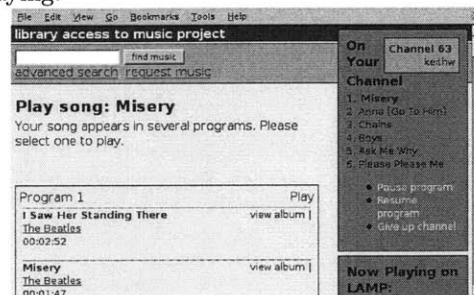 ying.
File Edit View Go Bookmarks Tools Help
library access to music project
find music
advanced search request music
Play song: Misery
Your song appears in several programs. Please
select one to play.
Program 1 Play
I Saw Her Standing There view album |
The Beatles
00:02:52
Misery view album |
The Beatles
00:01:47
On
Your
Channel
Channel 63
keshw
1. Misery
2. Anna (Go To Him)
3. Chains
4. Boys
5. Ask Me Why
6. Please Please Me
Pause program
Resume
program
Give up channel
Now Playing on
LAMP: